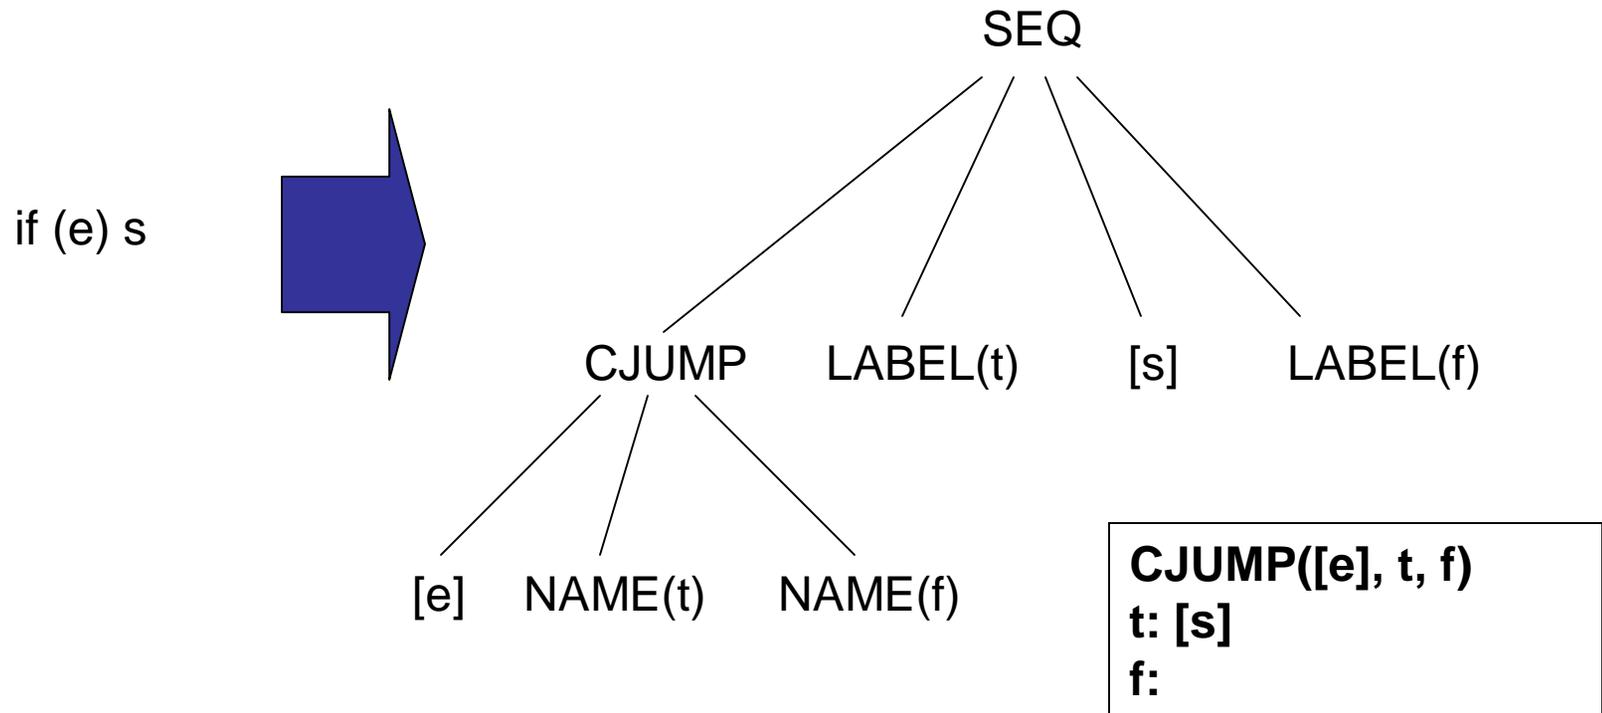 SEQ
if (e) s
CJUMP LABEL(t) [s] LABEL(f)
[e] NAME(t) NAME(f)
CJUMP([e], t, f)
t: [s]
f: